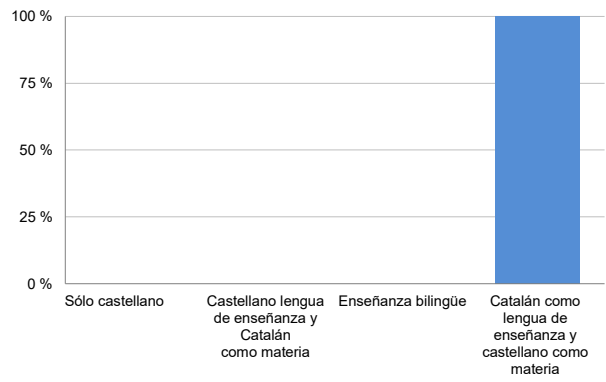 100 %
75 %
50 %
25 %
0 %
Sólo castellano
Castellano lengua
de enseñanza y
Catalán
como materia
Enseñanza bilingüe
Catalán como
lengua de
enseñanza y
castellano como
materia